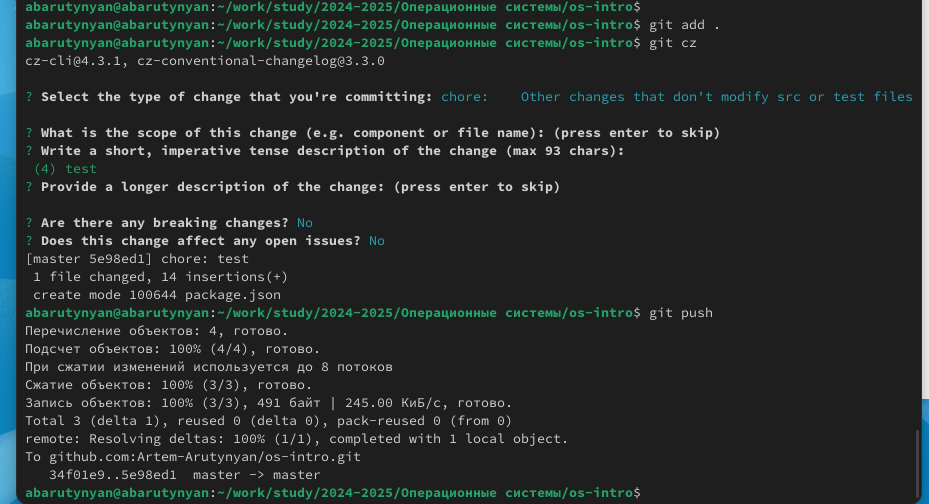 abarutynyan@abarutynyan:~/work/study/2024-2025/Операционные системы/os-intro$
abarutynyan@abarutynyan:~/work/study/2024-2025/Операционные системы/os-intro$ git add .
abarutynyan@abarutynyan:~/work/study/2024-2025/Операционные системы/os-intro$ git cz
cz-cli@4.3.1, cz-conventional-changelog@3.3.0
? Select the type of change that you're committing: chore:    Other changes that don't modify src or test files
? What is the scope of this change (e.g. component or file name): (press enter to skip)
? Write a short, imperative tense description of the change (max 93 chars):
 (4) test
? Provide a longer description of the change: (press enter to skip)
? Are there any breaking changes? No
? Does this change affect any open issues? No
[master 5e98ed1] chore: test
 1 file changed, 14 insertions(+)
 create mode 100644 package.json
abarutynyan@abarutynyan:~/work/study/2024-2025/Операционные системы/os-intro$ git push
Перечисление объектов: 4, готово.
Подсчет объектов: 100% (4/4), готово.
При сжатии изменений используется до 8 потоков
Сжатие объектов: 100% (3/3), готово.
Запись объектов: 100% (3/3), 491 байт | 245.00 КиБ/с, готово.
Total 3 (delta 1), reused 0 (delta 0), pack-reused 0 (from 0)
remote: Resolving deltas: 100% (1/1), completed with 1 local object.
To github.com:Artem-Arutynyan/os-intro.git
   34f01e9..5e98ed1  master -> master
abarutynyan@abarutynyan:~/work/study/2024-2025/Операционные системы/os-intro$